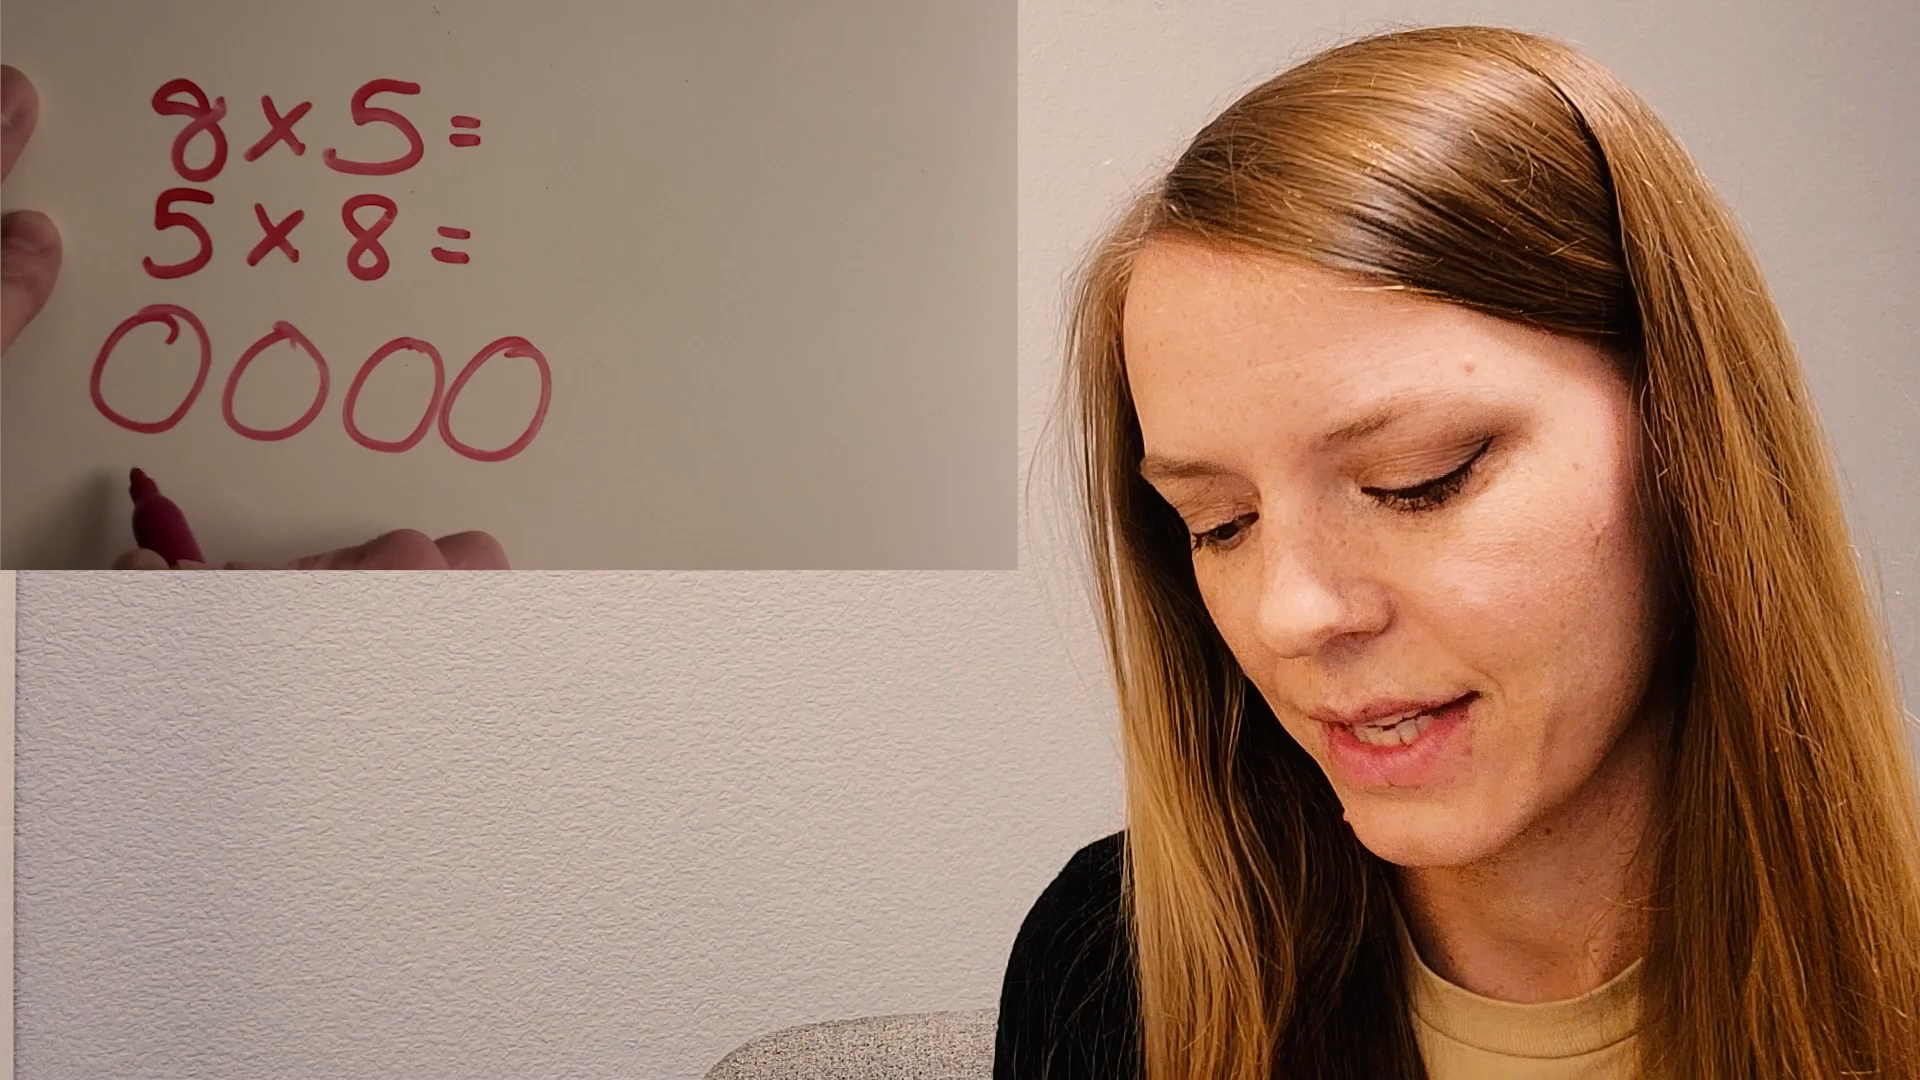 8 x 5 =
5 x 8 =